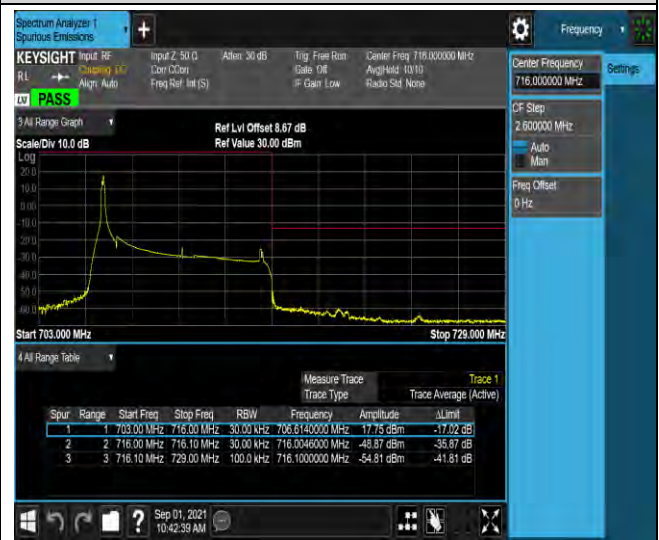 Spectrum Analyzer 1
Spurious Emissions
+
Frequency
KEYSIGHT
Input: RF
Coupling: DC
Align: Auto
Input Z: 50 Ω
Corr CCorr
Freq Ref: Int (S)
Atten: 30 dB
Trig: Free Run
Gate: Off
IF Gain: Low
Center Freq: 716.000000 MHz
Avg|Hold: 10/10
Radio Std: None
RL
LV PASS
Center Frequency
716.000000 MHz
Settings
CF Step
2.600000 MHz
Auto
Man
Freq Offset
0 Hz
3 All Range Graph
Scale/Div 10.0 dB
Ref Lvl Offset 8.67 dB
Ref Value 30.00 dBm
Log
20.0
10.0
0.00
-10.0
-20.0
-30.0
-40.0
-50.0
-60.0
Start 703.000 MHz
Stop 729.000 MHz
4 All Range Table
Measure Trace Trace 1
Trace Type Trace Average (Active)
Spur Range Start Freq Stop Freq RBW Frequency Amplitude ΔLimit
1 1 703.00 MHz 716.00 MHz 30.00 kHz 706.6140000 MHz 17.75 dBm -17.02 dB
2 2 716.00 MHz 716.10 MHz 30.00 kHz 716.0046000 MHz -48.87 dBm -35.87 dB
3 3 716.10 MHz 729.00 MHz 100.0 kHz 716.1000000 MHz -54.81 dBm -41.81 dB
?
Sep 01, 2021
10:42:39 AM